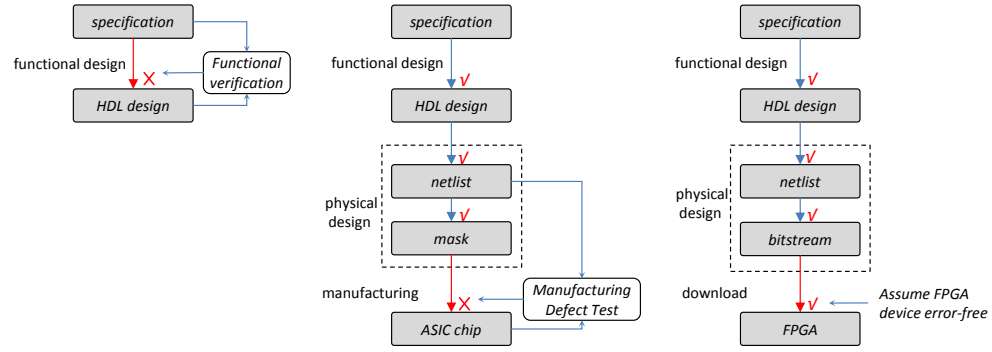 specification
functional design
X
Functional
verification
HDL design
specification
functional design
√
HDL design
√
netlist
physical
design
√
mask
manufacturing
X
Manufacturing
Defect Test
ASIC chip
specification
functional design
√
HDL design
√
netlist
physical
design
√
bitstream
download
√
Assume FPGA
device error-free
FPGA